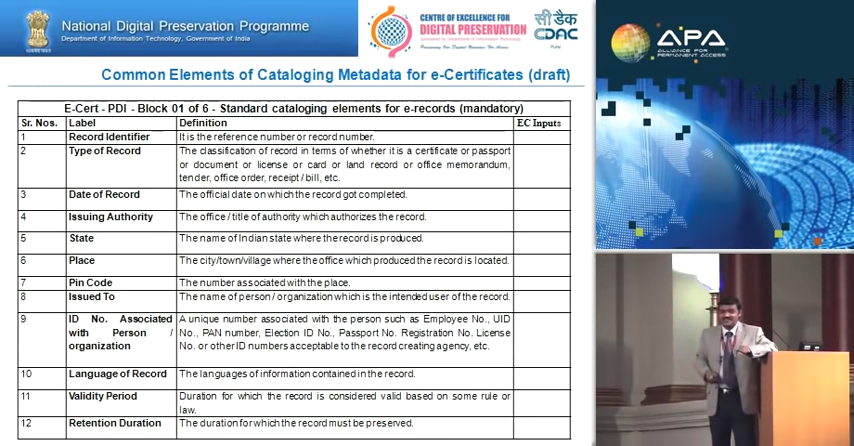 National Digital Preservation Programme
Department of Information Technology, Government of India
CENTRE OF EXCELLENCE FOR
DIGITAL PRESERVATION
सी डैक
CDAC
APA
ALLIANCE FOR
PERMANENT ACCESS
Common Elements of Cataloging Metadata for e-Certificates (draft)
E-Cert - PDI - Block 01 of 6 - Standard cataloging elements for e-records (mandatory)
Sr. Nos. Label Definition EC Inputs
1 Record Identifier It is the reference number or record number.
2 Type of Record The classification of record in terms of whether it is a certificate or passport
or document or license or card or land record or office memorandum,
tender, office order, receipt / bill, etc.
3 Date of Record The official date on which the record got completed.
4 Issuing Authority The office / title of authority which authorizes the record.
5 State The name of Indian state where the record is produced.
6 Place The city/town/village where the office which produced the record is located.
7 Pin Code The number associated with the place.
8 Issued To The name of person / organization which is the intended user of the record.
9 ID No. Associated A unique number associated with the person such as Employee No., UID
with Person / No., PAN number, Election ID No., Passport No. Registration No. License
organization No. or other ID numbers acceptable to the record creating agency, etc.
10 Language of Record The languages of information contained in the record.
11 Validity Period Duration for which the record is considered valid based on some rule or
law.
12 Retention Duration The duration for which the record must be preserved.